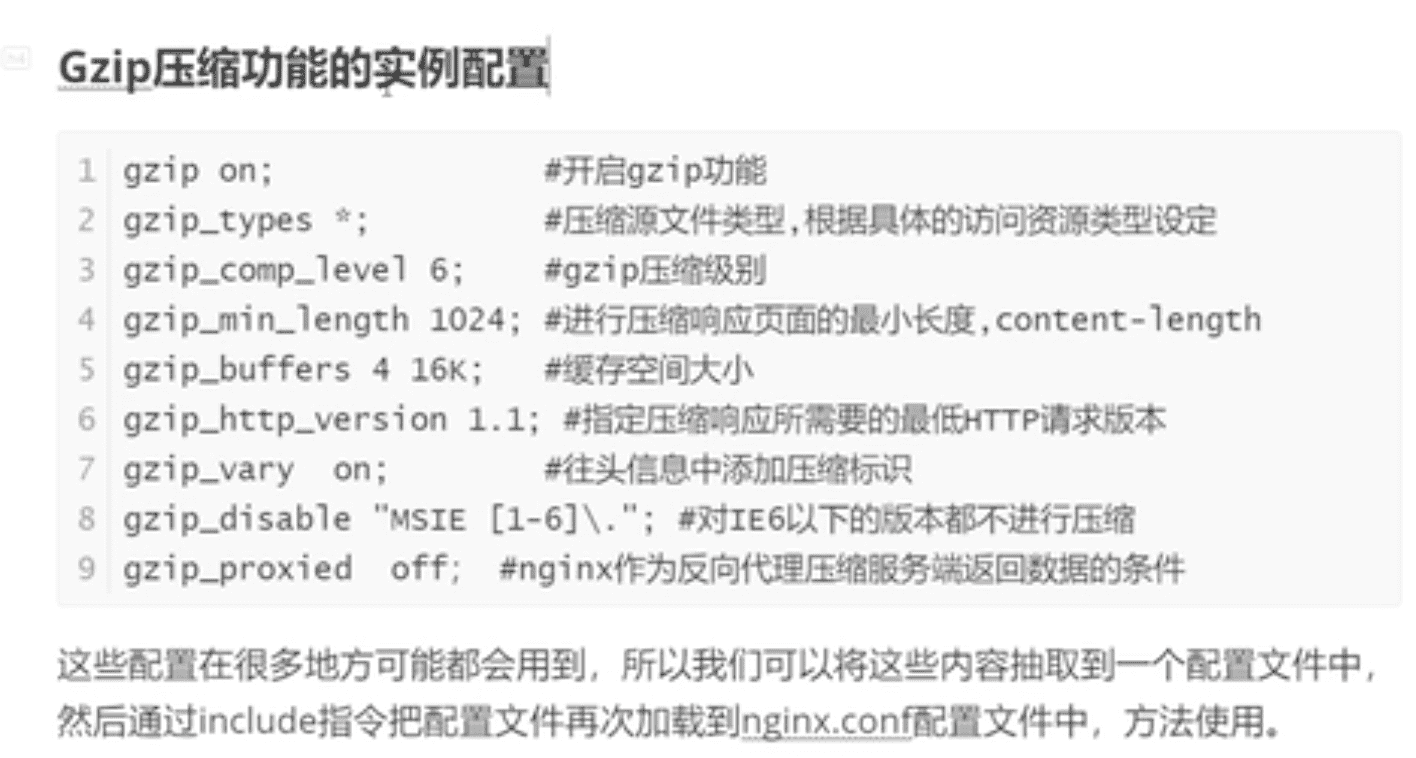 Gzip压缩功能的实例配置
1 gzip on; #开启gzip功能
2 gzip_types *; #压缩源文件类型,根据具体的访问资源类型设定
3 gzip_comp_level 6; #gzip压缩级别
4 gzip_min_length 1024; #进行压缩响应页面的最小长度,content-length
5 gzip_buffers 4 16K; #缓存空间大小
6 gzip_http_version 1.1; #指定压缩响应所需要的最低HTTP请求版本
7 gzip_vary  on; #往头信息中添加压缩标识
8 gzip_disable "MSIE [1-6]\."; #对IE6以下的版本都不进行压缩
9 gzip_proxied  off; #nginx作为反向代理压缩服务端返回数据的条件
这些配置在很多地方可能都会用到，所以我们可以将这些内容抽取到一个配置文件中，
然后通过include指令把配置文件再次加载到nginx.conf配置文件中，方法使用。